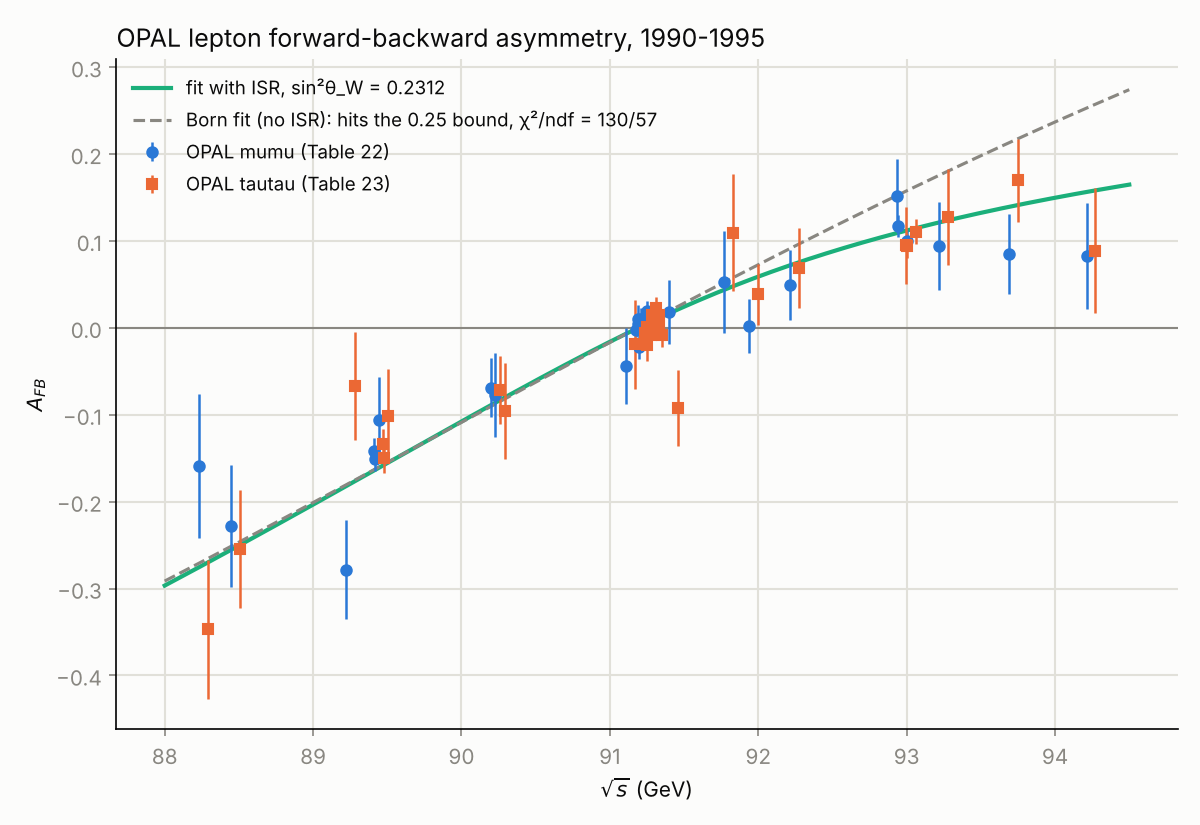 OPAL lepton forward-backward asymmetry, 1990-1995
fit with ISR, sin²θ_W = 0.2312
Born fit (no ISR): hits the 0.25 bound, χ²/ndf = 130/57
OPAL mumu (Table 22)
OPAL tautau (Table 23)
0.3
0.2
0.1
0.0
−0.1
−0.2
−0.3
−0.4
A_FB
88 89 90 91 92 93 94
√s (GeV)